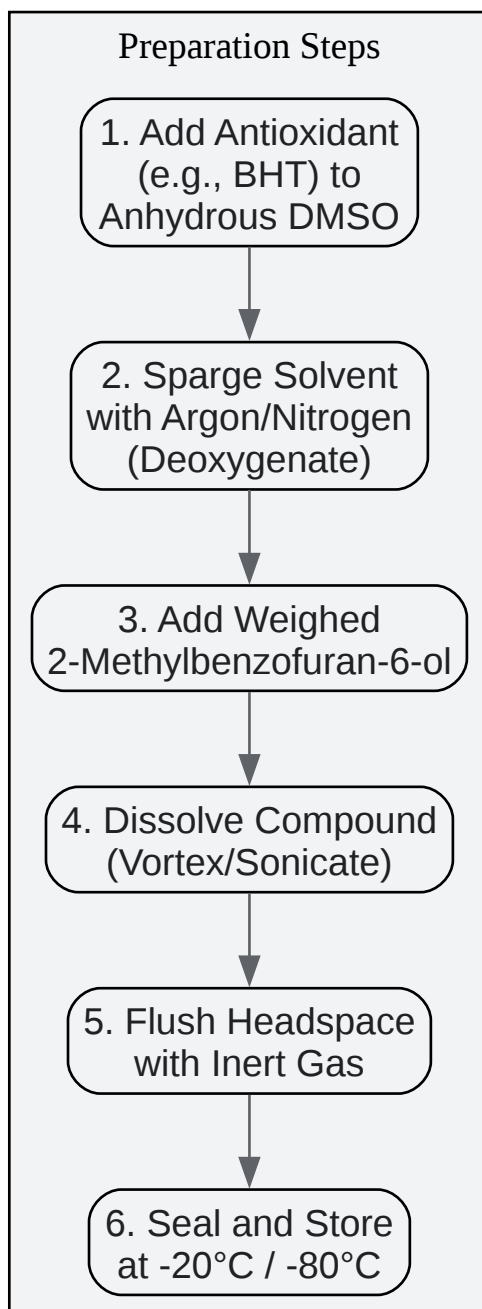 Preparation Steps
1. Add Antioxidant
(e.g., BHT) to
Anhydrous DMSO
2. Sparge Solvent
with Argon/Nitrogen
(Deoxygenate)
3. Add Weighed
2-Methylbenzofuran-6-ol
4. Dissolve Compound
(Vortex/Sonicate)
5. Flush Headspace
with Inert Gas
6. Seal and Store
at -20°C / -80°C